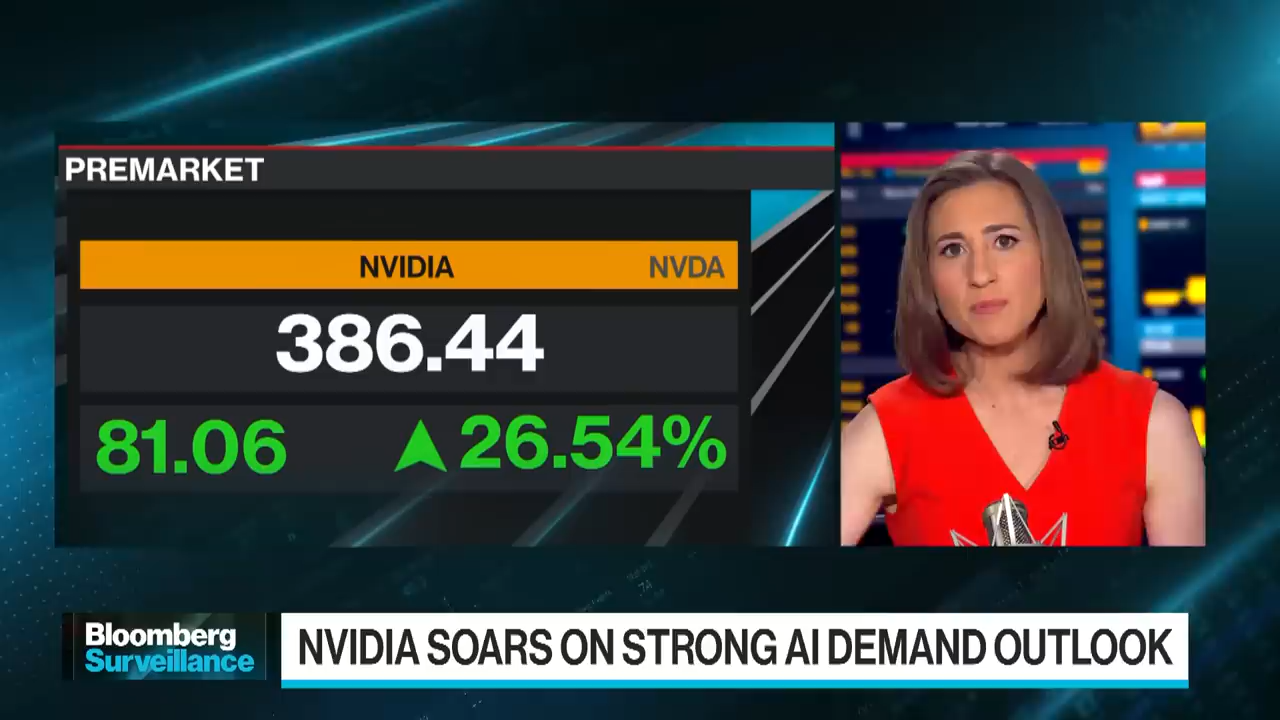 PREMARKET
NVIDIA NVDA
386.44
81.06 ▲26.54%
Bloomberg
Surveillance
NVIDIA SOARS ON STRONG AI DEMAND OUTLOOK